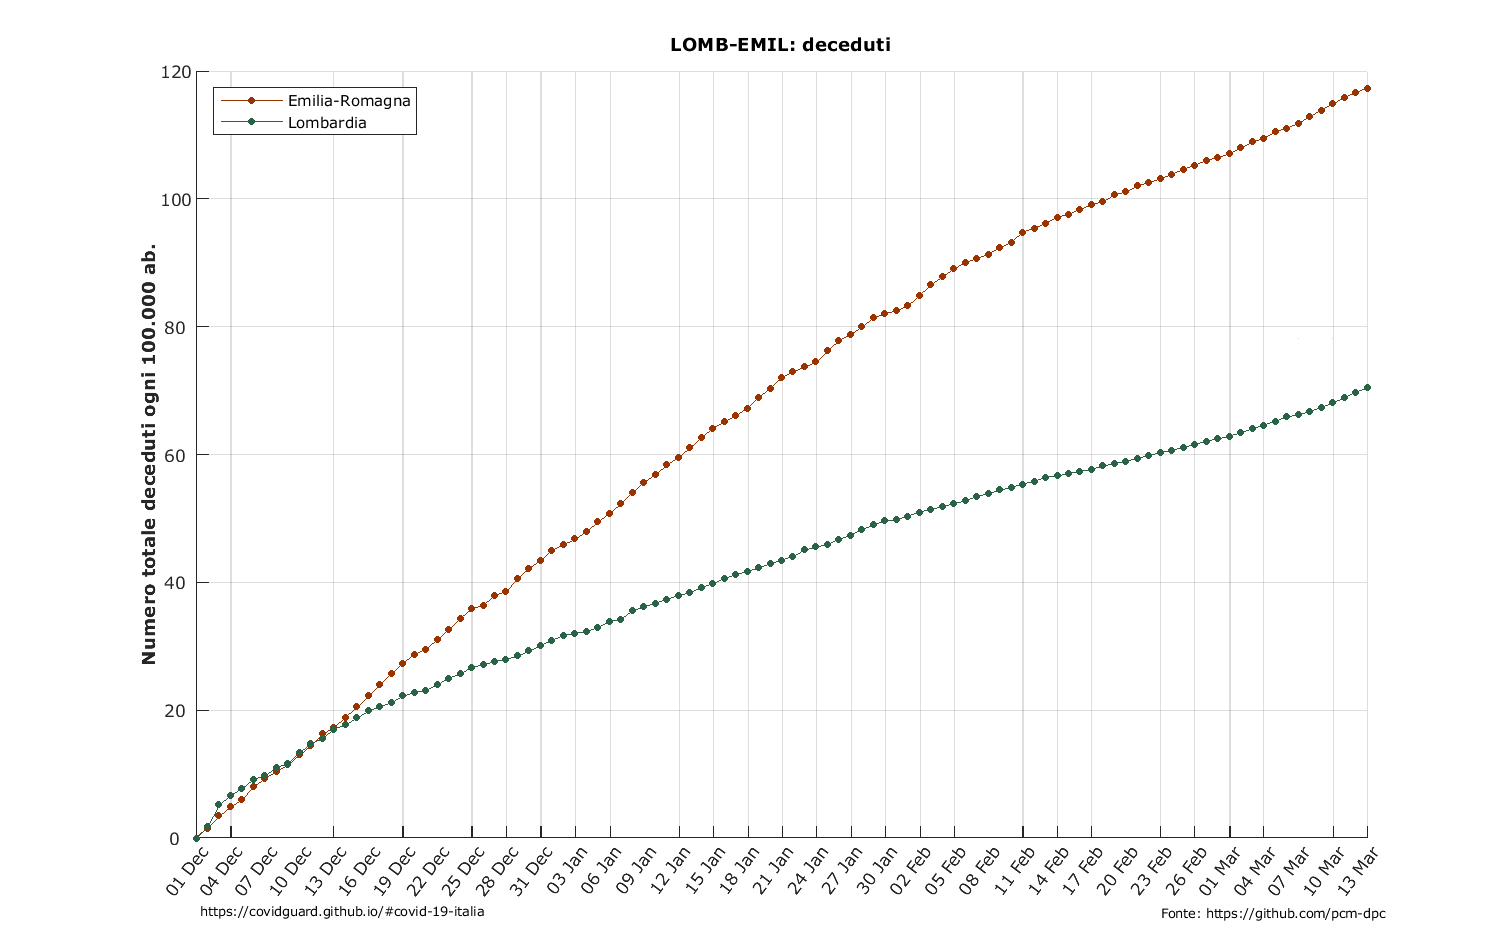 LOMB-EMIL: deceduti
Emilia-Romagna
Lombardia
Numero totale deceduti ogni 100.000 ab.
120
100
80
60
40
20
0
01 Dec
04 Dec
07 Dec
10 Dec
13 Dec
16 Dec
19 Dec
22 Dec
25 Dec
28 Dec
31 Dec
03 Jan
06 Jan
09 Jan
12 Jan
15 Jan
18 Jan
21 Jan
24 Jan
27 Jan
30 Jan
02 Feb
05 Feb
08 Feb
11 Feb
14 Feb
17 Feb
20 Feb
23 Feb
26 Feb
01 Mar
04 Mar
07 Mar
10 Mar
13 Mar
https://covidguard.github.io/#covid-19-italia
Fonte: https://github.com/pcm-dpc